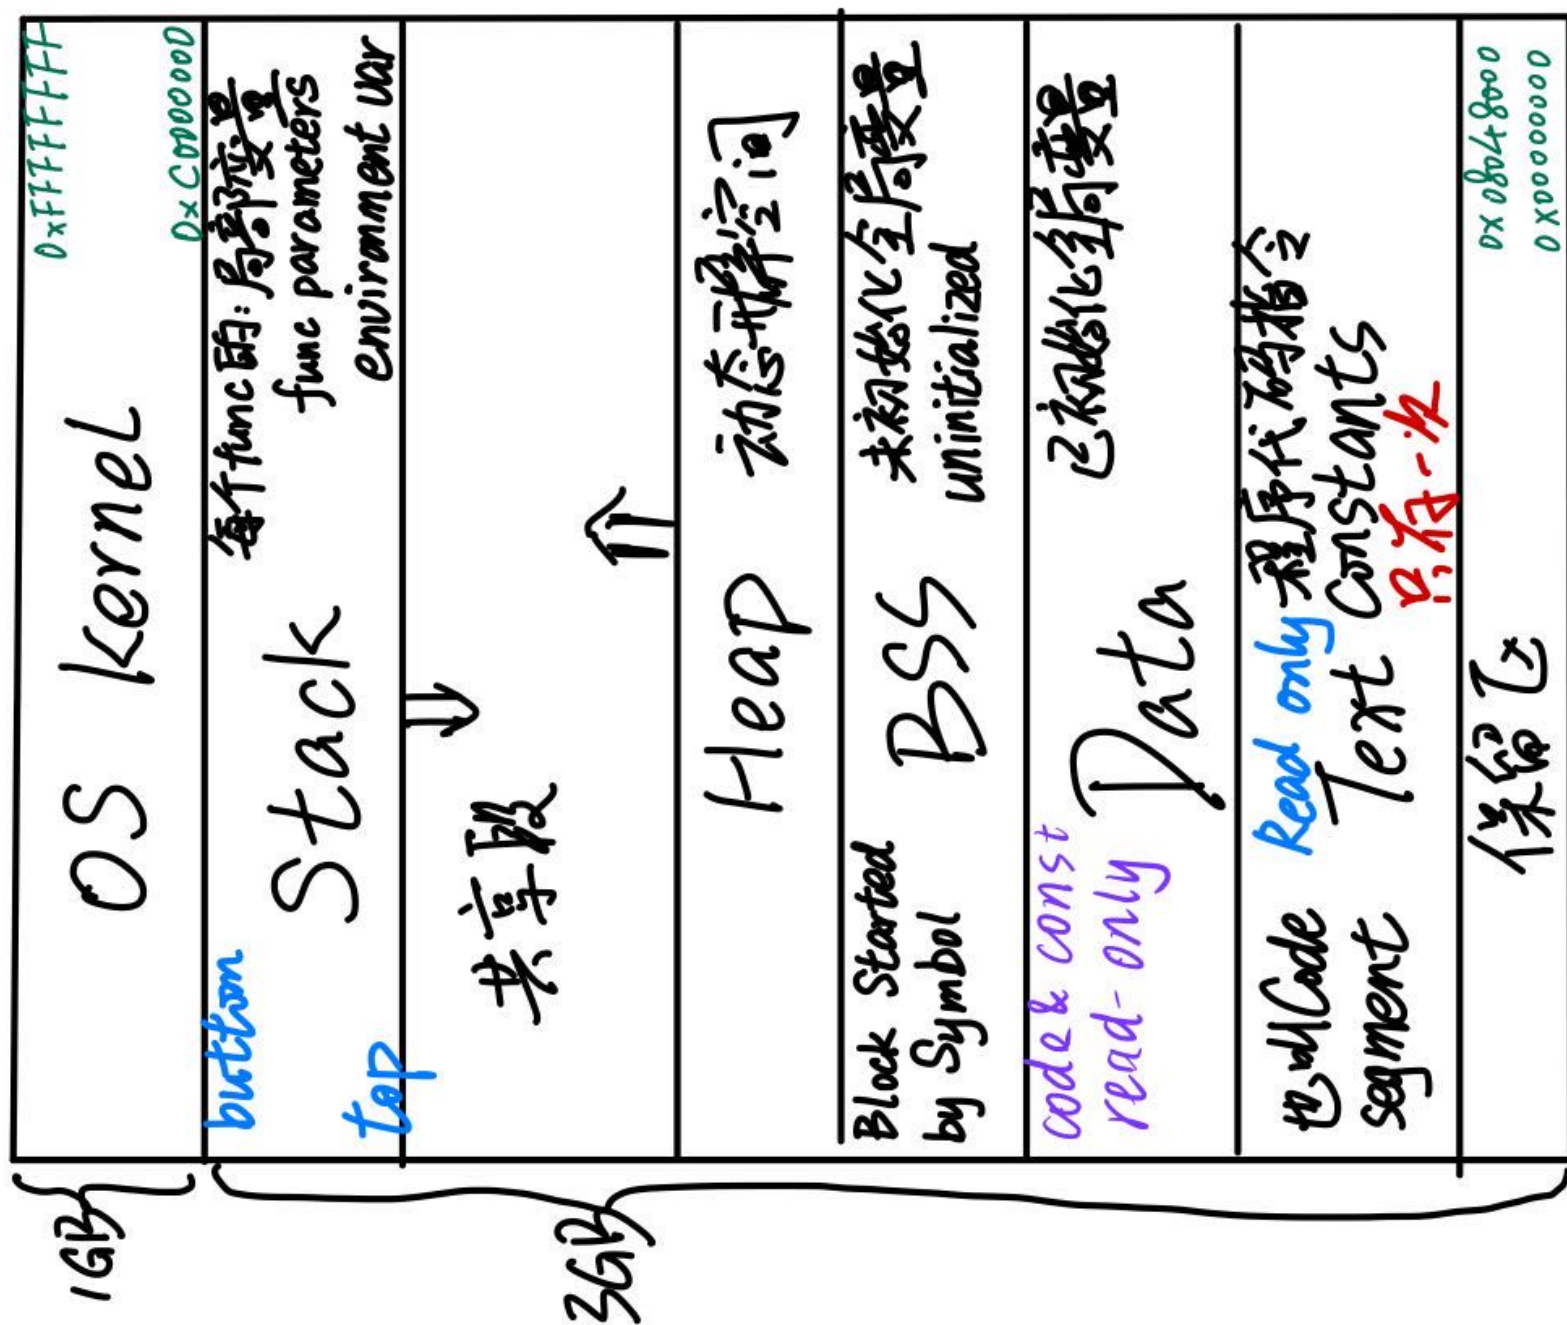 0xFFFFFFFF
OS Kernel
0xC0000000
1GB
button
每个func的:局部变量
func parameters
Stack
environment var
top
共享段
Heap
动态开辟空间
Block Started
by Symbol
BSS
未初始化全局变量
uninitialized
code & const
read-only
Data
已初始化全局变量
也叫Code
segment
Read only
Text
程序代码指令
Constants
只存一次
0x08048000
保留区
0x00000000
3GB